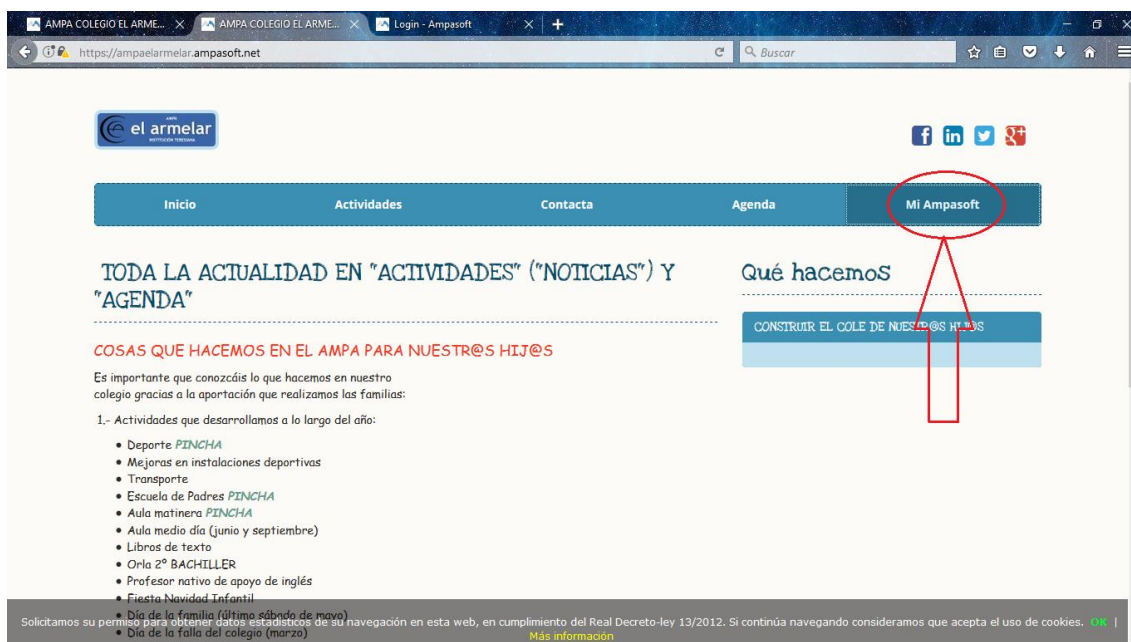 AMPA COLEGIO EL ARME...
AMPA COLEGIO EL ARME...
Login - Ampasoft
https://ampaelarmelar.ampasoft.net
Buscar
AMPA
el armelar
INSTITUCIÓN TERESIANA
Inicio
Actividades
Contacta
Agenda
Mi Ampasoft
TODA LA ACTUALIDAD EN "ACTIVIDADES" ("NOTICIAS") Y
"AGENDA"
COSAS QUE HACEMOS EN EL AMPA PARA NUESTR@S HIJ@S
Es importante que conozcáis lo que hacemos en nuestro
colegio gracias a la aportación que realizamos las familias:
1.- Actividades que desarrollamos a lo largo del año:
Deporte PINCHA
Mejoras en instalaciones deportivas
Transporte
Escuela de Padres PINCHA
Aula matinera PINCHA
Aula medio día (junio y septiembre)
Libros de texto
Orla 2º BACHILLER
Profesor nativo de apoyo de inglés
Fiesta Navidad Infantil
Día de la familia (último sábado de mayo)
Día de la falla del colegio (marzo)
Qué hacemos
CONSTRUIR EL COLE DE NUESTR@S HIJ@S
Solicitamos su permiso para obtener datos estadísticos de su navegación en esta web, en cumplimiento del Real Decreto-ley 13/2012. Si continúa navegando consideramos que acepta el uso de cookies. OK |
Más información